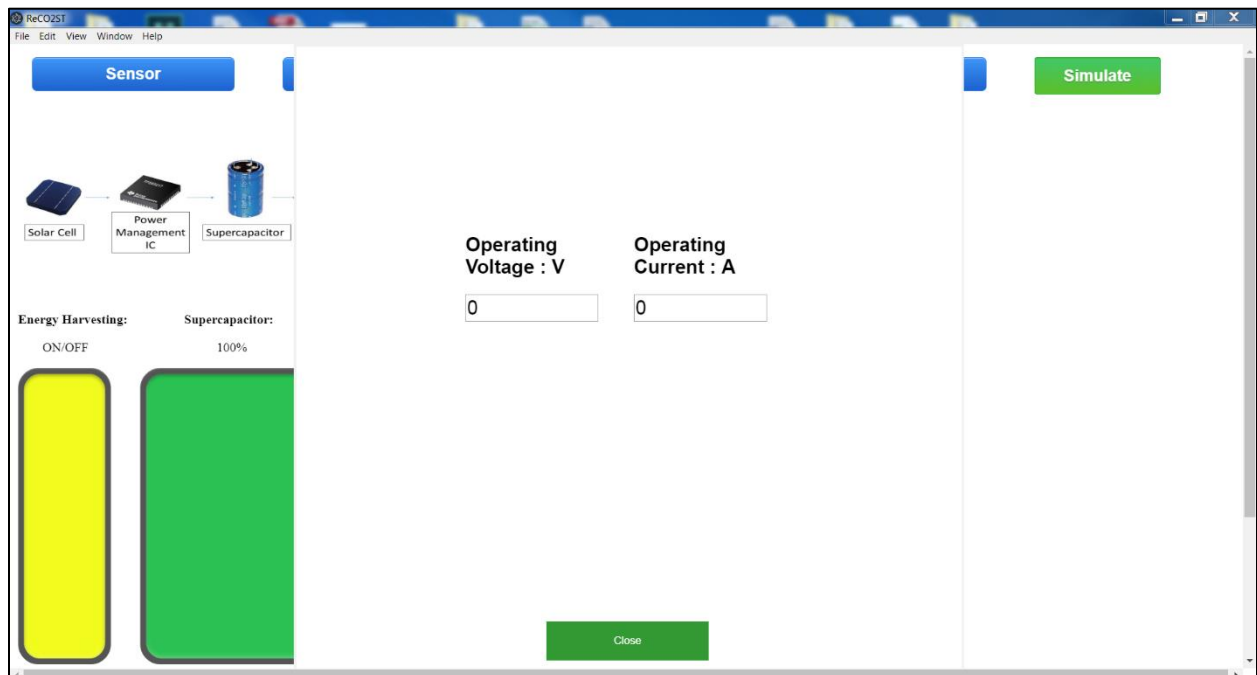 ReCO2ST
File Edit View Window Help
Sensor
Simulate
Solar Cell
Power
Management
IC
Supercapacitor
Operating
Voltage : V
Operating
Current : A
0
0
Energy Harvesting:
Supercapacitor:
ON/OFF
100%
Close